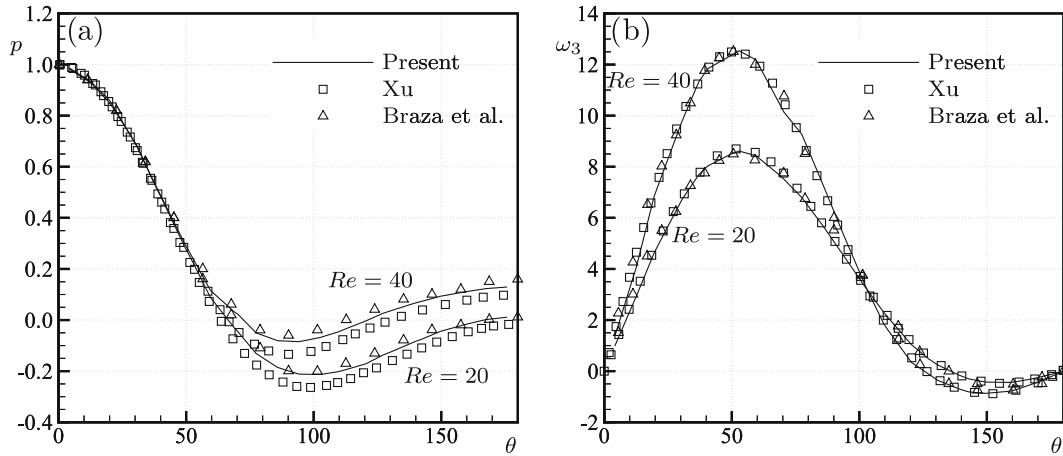 (a)
p
1.2
1.0
0.8
0.6
0.4
0.2
0.0
-0.2
-0.4
0
50
100
150
θ
Present
Xu
Braza et al.
Re = 40
Re = 20
(b)
ω3
14
12
10
8
6
4
2
0
-2
0
50
100
150
θ
Present
Xu
Braza et al.
Re = 40
Re = 20